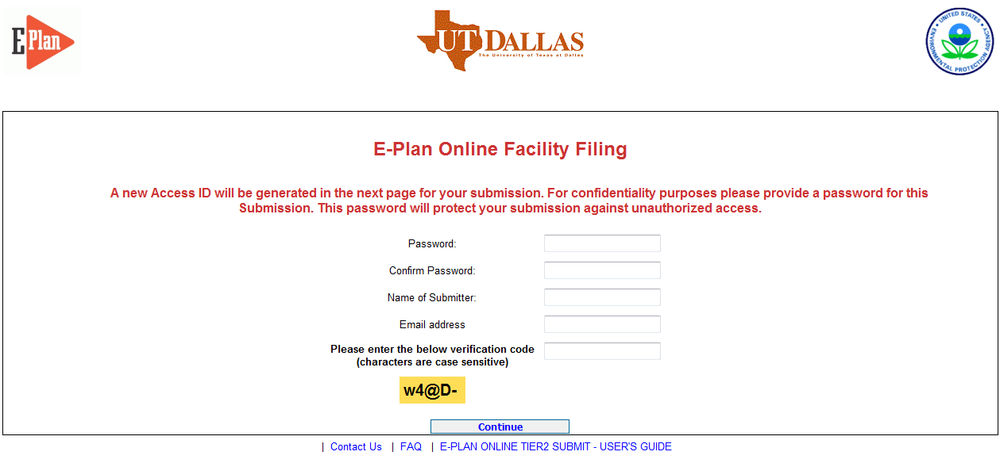 E Plan
UT DALLAS
The University of Texas at Dallas
UNITED STATES
ENVIRONMENTAL PROTECTION AGENCY
E-Plan Online Facility Filing
A new Access ID will be generated in the next page for your submission. For confidentiality purposes please provide a password for this
Submission. This password will protect your submission against unauthorized access.
Password:
Confirm Password:
Name of Submitter:
Email address
Please enter the below verification code
(characters are case sensitive)
w4@D-
Continue
| Contact Us | FAQ | E-PLAN ONLINE TIER2 SUBMIT - USER'S GUIDE